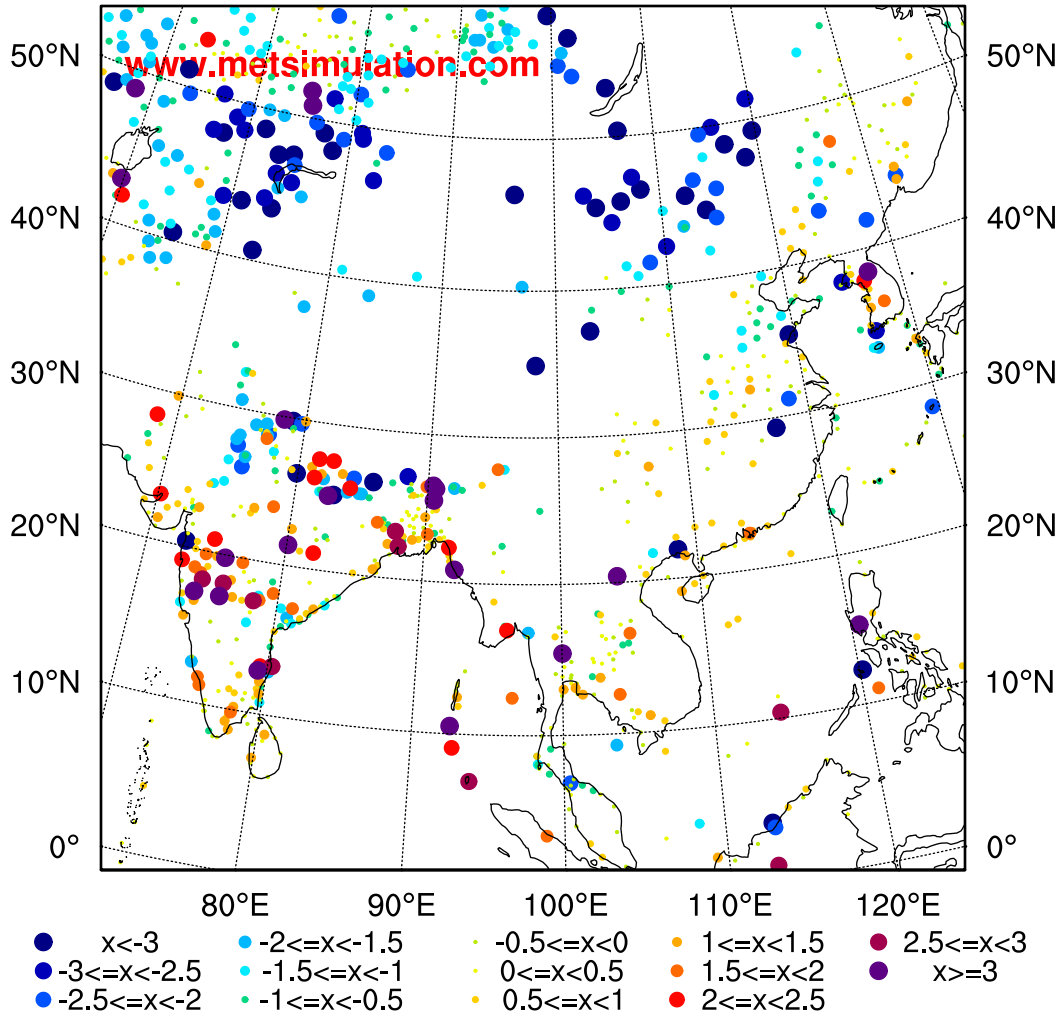 50°N 50°N
www.metsimulation.com
40°N 40°N
30°N 30°N
20°N 20°N
10°N 10°N
0° 0°
80°E 90°E 100°E 110°E 120°E
x<-3 -2<=x<-1.5 -0.5<=x<0 1<=x<1.5 2.5<=x<3
-3<=x<-2.5 -1.5<=x<-1 0<=x<0.5 1.5<=x<2 x>=3
-2.5<=x<-2 -1<=x<-0.5 0.5<=x<1 2<=x<2.5